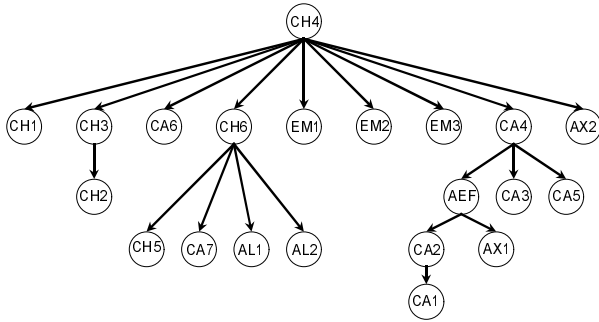 CH4
CH1 CH3 CA6 CH6 EM1 EM2 EM3 CA4 AX2
CH2 AEF CA3 CA5
CH5 CA7 AL1 AL2 CA2 AX1
CA1